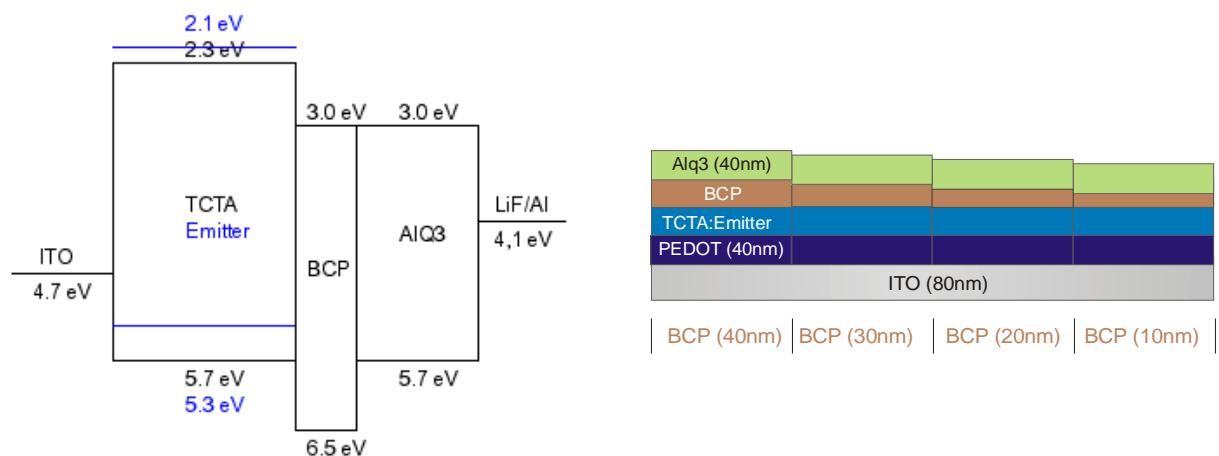 2.1 eV
2.3 eV
3.0 eV
3.0 eV
TCTA
Emitter
BCP
AlQ3
LiF/Al
4,1 eV
ITO
4.7 eV
5.7 eV
5.3 eV
5.7 eV
6.5 eV
Alq3 (40nm)
BCP
TCTA:Emitter
PEDOT (40nm)
ITO (80nm)
BCP (40nm)
BCP (30nm)
BCP (20nm)
BCP (10nm)